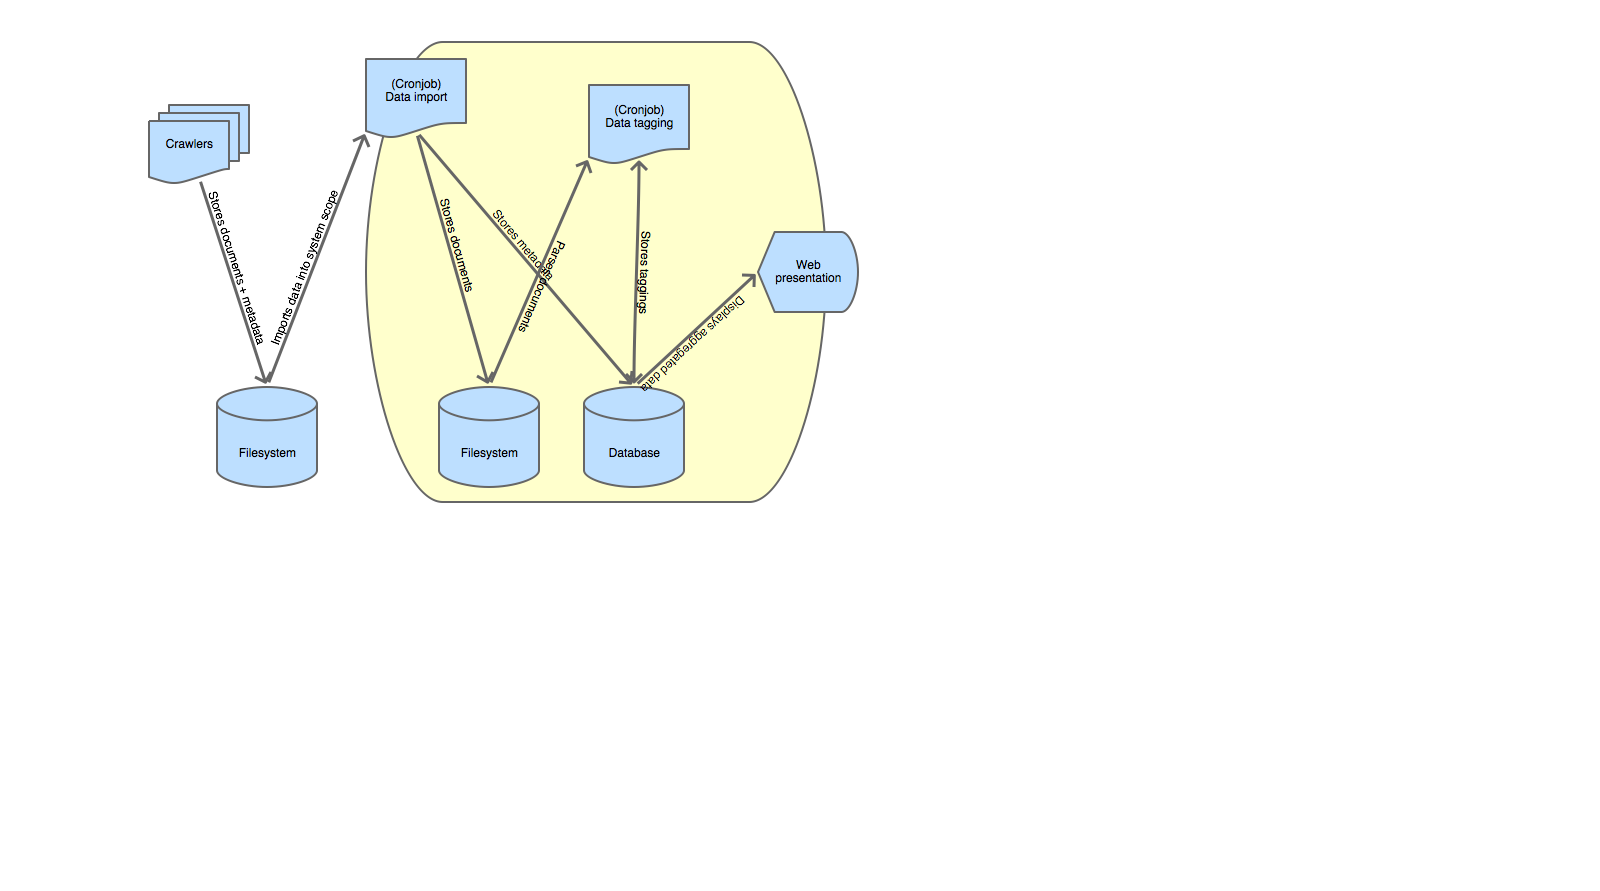 (Cronjob)
Data import
(Cronjob)
Data tagging
Crawlers
Stores documents + metadata
Imports data into system scope
Stores documents
Stores metadata
Parses documents
Stores taggings
Displays aggregated data
Web
presentation
Filesystem
Filesystem
Database